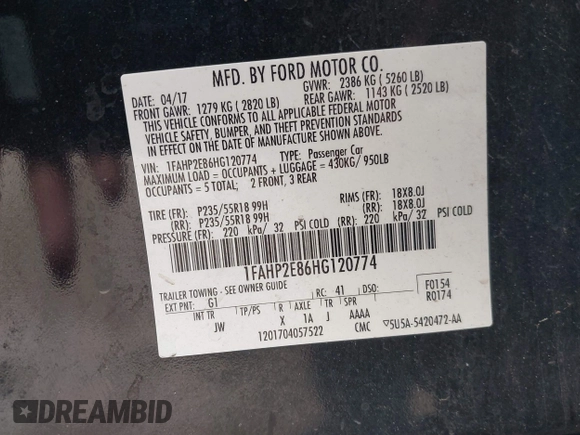 MFD. BY FORD MOTOR CO.
DATE: 04/17 GVWR: 2386 KG ( 5260 LB)
FRONT GAWR: 1279 KG ( 2820 LB) REAR GAWR: 1143 KG ( 2520 LB)
THIS VEHICLE CONFORMS TO ALL APPLICABLE FEDERAL MOTOR
VEHICLE SAFETY, BUMPER, AND THEFT PREVENTION STANDARDS
IN EFFECT ON THE DATE OF MANUFACTURE SHOWN ABOVE.
VIN: 1FAHP2E86HG120774 TYPE: Passenger Car
MAXIMUM LOAD = OCCUPANTS + LUGGAGE = 430KG/ 950LB
OCCUPANTS = 5 TOTAL; 2 FRONT, 3 REAR
TIRE (FR): P235/55R18 99H RIMS (FR): 18X8.0J
(RR): P235/55R18 99H (RR): 18X8.0J
PRESSURE (FR): 220 kPa/ 32 PSI COLD (RR): 220 kPa/ 32 PSI COLD
1FAHP2E86HG120774
TRAILER TOWING - SEE OWNER GUIDE
EXT PNT: G1 RC: 41 DSO: F0154
INT TR TP/PS R AXLE TR SPR R0174
JW X 1A J AAAA
1201704057522 CMC 5U5A-5420472-AA
DREAMBID